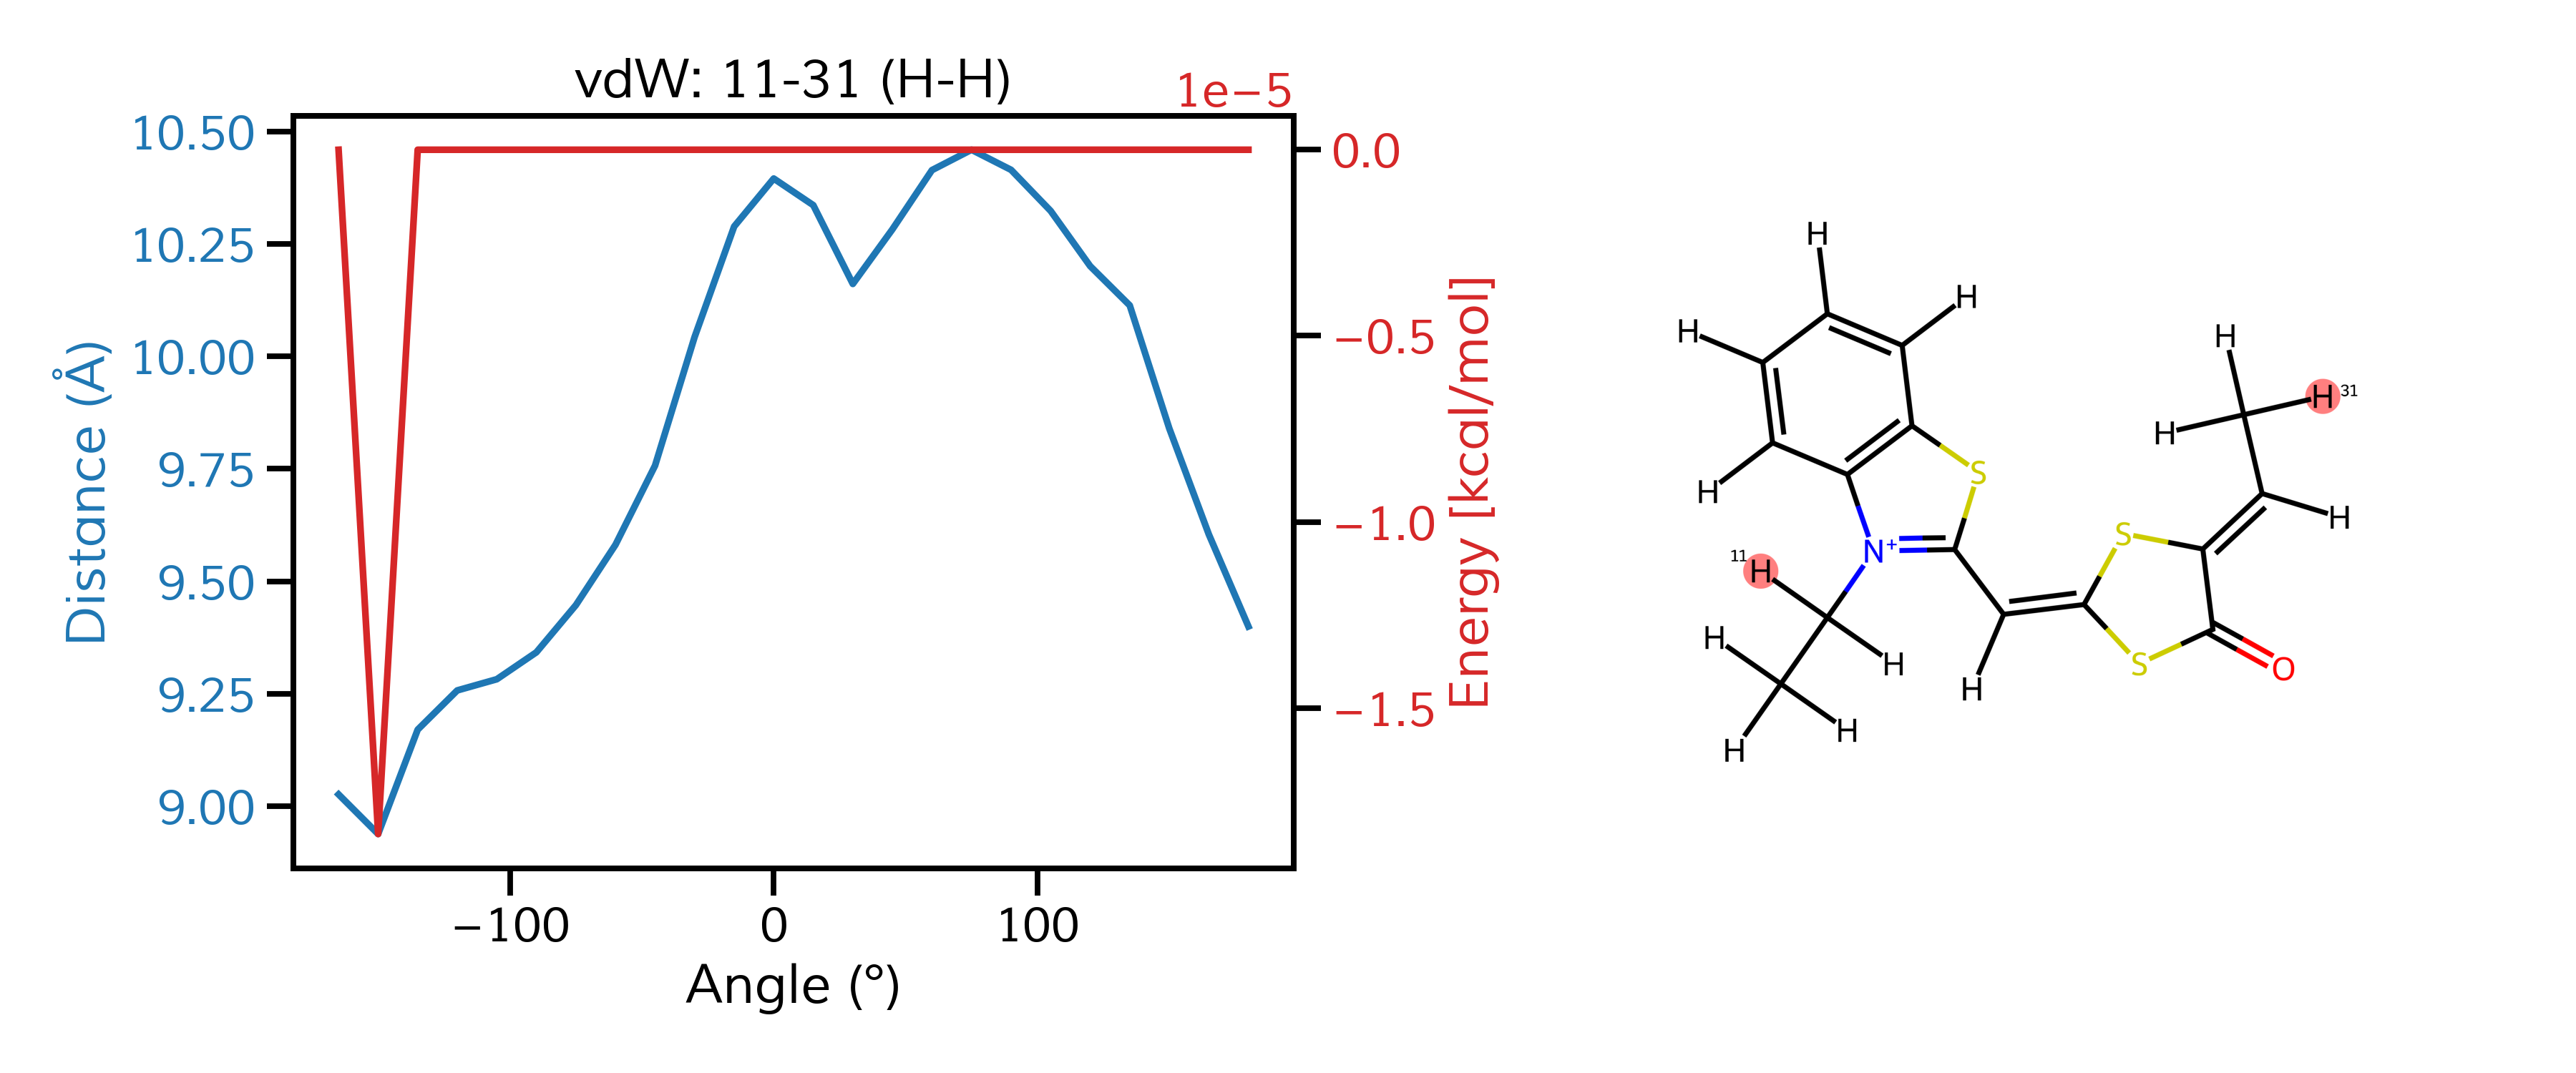 vdW: 11-31 (H-H)
1e−5
10.50
10.25
10.00
9.75
9.50
9.25
9.00
Distance (Å)
0.0
−0.5
−1.0
−1.5
Energy [kcal/mol]
−100
0
100
Angle (°)
H
H
H
H
H
H 31
H
S
H
H
S
N+
11
H
H
H
S
O
H
H
H